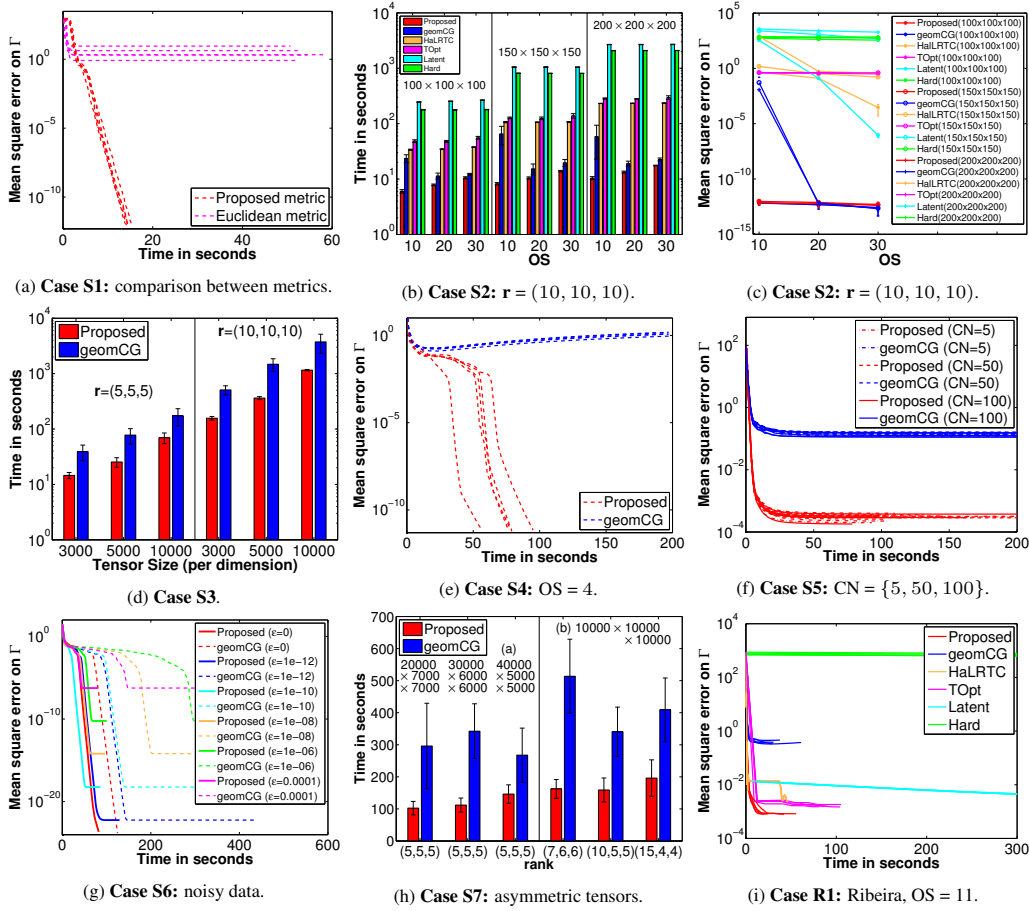 Mean square error on Γ
10^0
10^-5
10^-10
Proposed metric
Euclidean metric
0 20 40 60
Time in seconds
(a) Case S1: comparison between metrics.
Time in seconds
10^5
10^4
10^3
10^2
10^1
10^0
Proposed
geomCG
HaLRTC
TOpt
Latent
Hard
100 × 100 × 100
150 × 150 × 150
200 × 200 × 200
10 20 30 10 20 30 10 20 30
OS
(b) Case S2: r = (10, 10, 10).
Mean square error on Γ
10^5
10^0
10^-5
10^-10
10^-15
Proposed(100x100x100)
geomCG(100x100x100)
HaLRTC(100x100x100)
TOpt(100x100x100)
Latent(100x100x100)
Hard(100x100x100)
Proposed(150x150x150)
geomCG(150x150x150)
HaLRTC(150x150x150)
TOpt(150x150x150)
Latent(150x150x150)
Hard(150x150x150)
Proposed(200x200x200)
geomCG(200x200x200)
HaLRTC(200x200x200)
TOpt(200x200x200)
Latent(200x200x200)
Hard(200x200x200)
10 20 30
OS
(c) Case S2: r = (10, 10, 10).
Time in seconds
10^4
10^3
10^2
10^1
10^0
Proposed
geomCG
r=(5,5,5)
r=(10,10,10)
3000 5000 10000 3000 5000 10000
Tensor Size (per dimension)
(d) Case S3.
Mean square error on Γ
10^0
10^-5
10^-10
Proposed
geomCG
0 50 100 150 200
Time in seconds
(e) Case S4: OS = 4.
Mean square error on Γ
10^2
10^0
10^-2
10^-4
Proposed (CN=5)
geomCG (CN=5)
Proposed (CN=50)
geomCG (CN=50)
Proposed (CN=100)
geomCG (CN=100)
0 50 100 150 200
Time in seconds
(f) Case S5: CN = {5, 50, 100}.
Mean square error on Γ
10^0
10^-10
10^-20
Proposed (ε=0)
geomCG (ε=0)
Proposed (ε=1e−12)
geomCG (ε=1e−12)
Proposed (ε=1e−10)
geomCG (ε=1e−10)
Proposed (ε=1e−08)
geomCG (ε=1e−08)
Proposed (ε=1e−06)
geomCG (ε=1e−06)
Proposed (ε=0.0001)
geomCG (ε=0.0001)
0 200 400 600
Time in seconds
(g) Case S6: noisy data.
Time in seconds
700
600
500
400
300
200
100
0
Proposed
geomCG
(a)
20000 30000 40000
×7000 ×6000 ×5000
×7000 ×6000 ×5000
(b) 10000 × 10000
× 10000
(5,5,5) (5,5,5) (5,5,5) (7,6,6) (10,5,5) (15,4,4)
rank
(h) Case S7: asymmetric tensors.
Mean square error on Γ
10^4
10^2
10^0
10^-2
10^-4
Proposed
geomCG
HaLRTC
TOpt
Latent
Hard
0 100 200 300
Time in seconds
(i) Case R1: Ribeira, OS = 11.